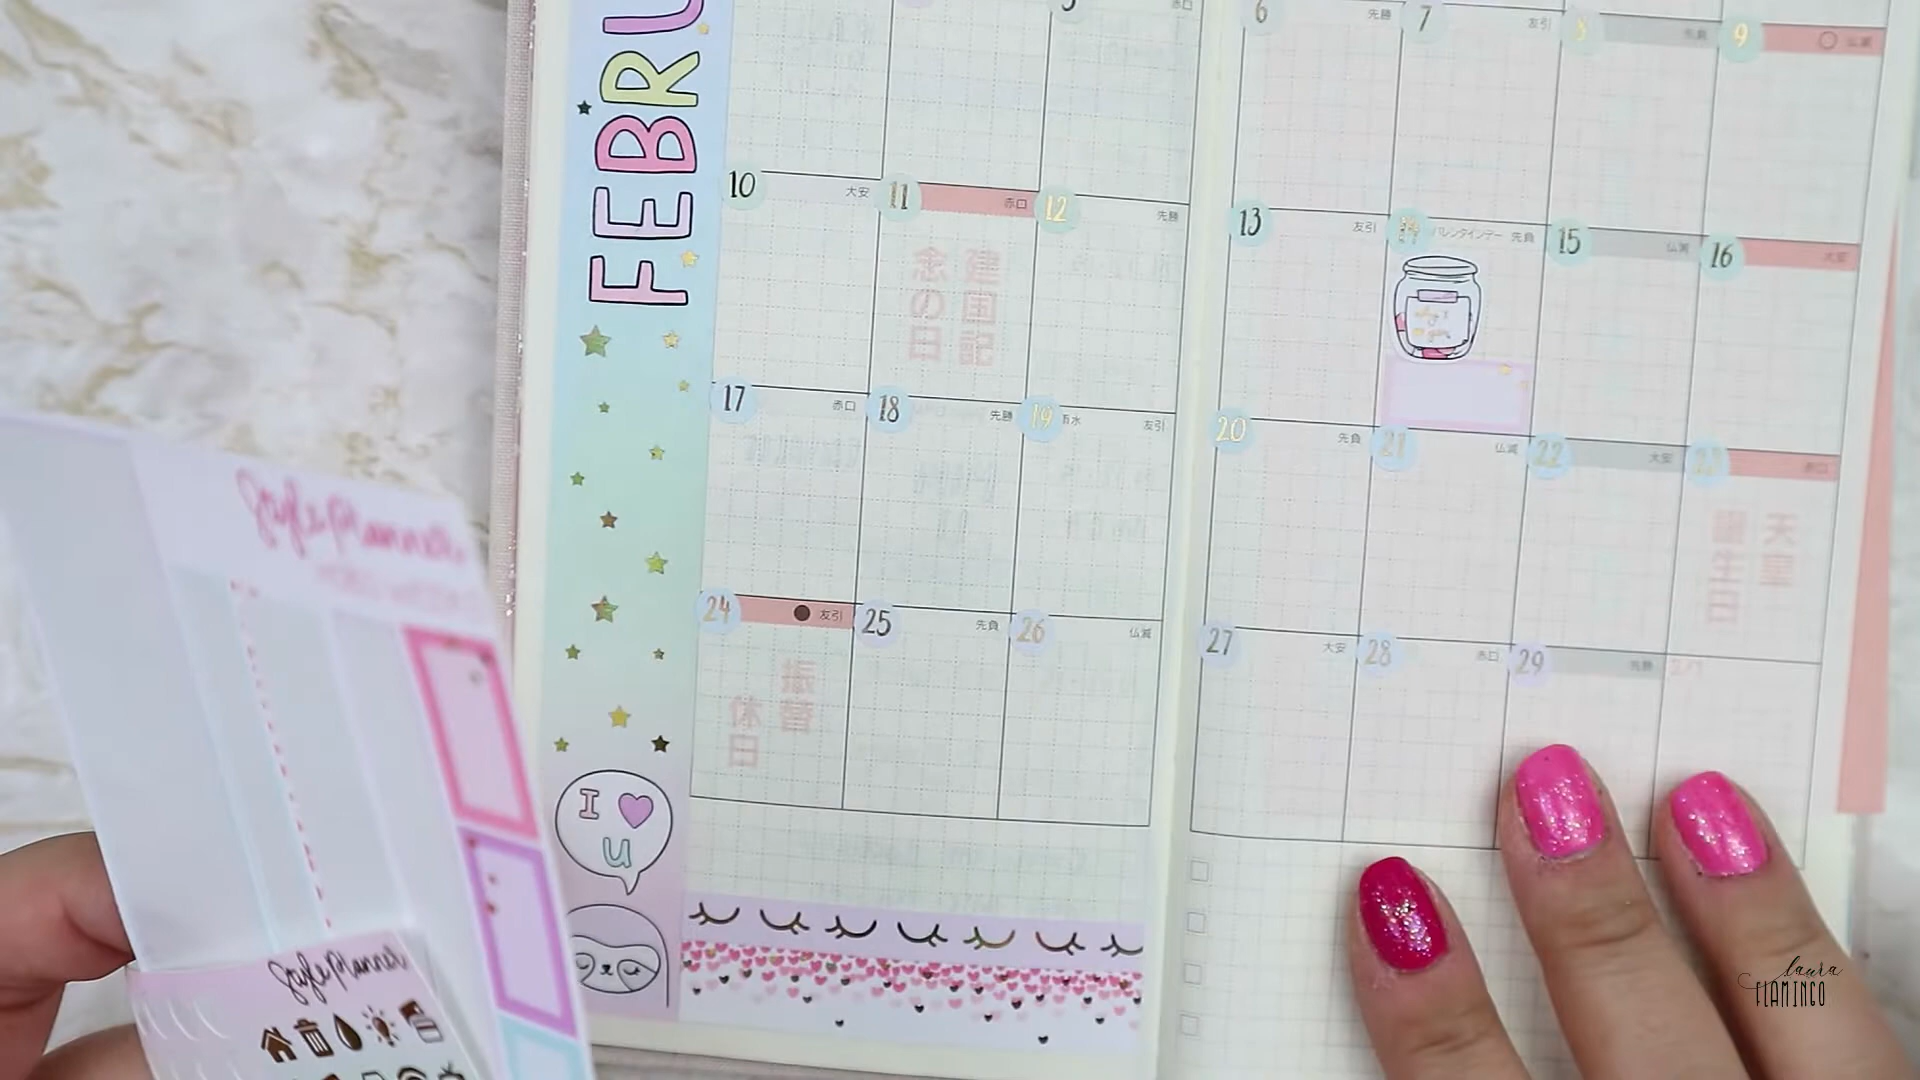 FEBRU
5
赤口
6
先勝
7
友引
8
先負
9
仏滅
10
大安
11
赤口
12
先勝
建国記
念の日
13
友引
14
バレンタインデー
先負
15
仏滅
16
大安
17
赤口
18
先勝
19
雨水
友引
20
先負
21
仏滅
22
大安
23
赤口
天皇
誕生日
24
友引
25
先負
26
仏滅
振替
休日
27
大安
28
赤口
29
先勝
I
u
Jayle Planner
laura
FLAMINGO